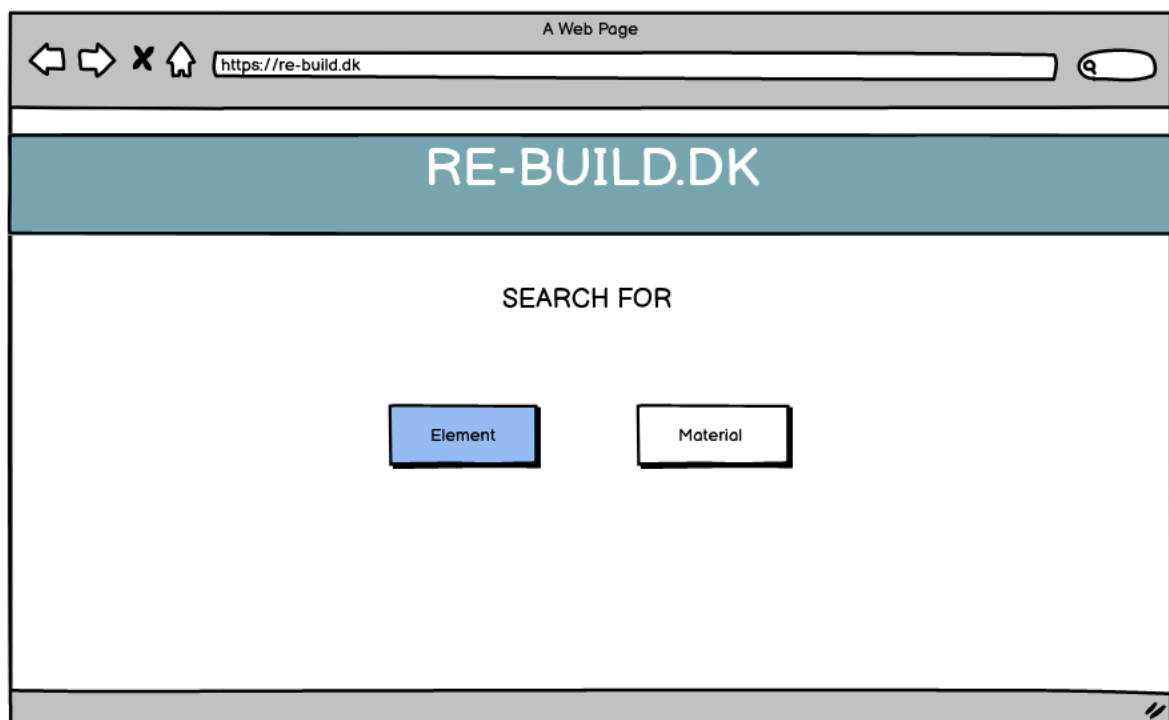 A Web Page
https://re-build.dk
RE-BUILD.DK
SEARCH FOR
Element
Material